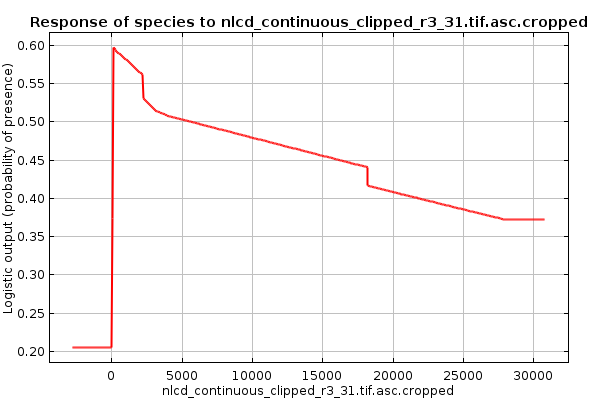 Response of species to nlcd_continuous_clipped_r3_31.tif.asc.cropped
Logistic output (probability of presence)
0.60
0.55
0.50
0.45
0.40
0.35
0.30
0.25
0.20
0 5000 10000 15000 20000 25000 30000
nlcd_continuous_clipped_r3_31.tif.asc.cropped